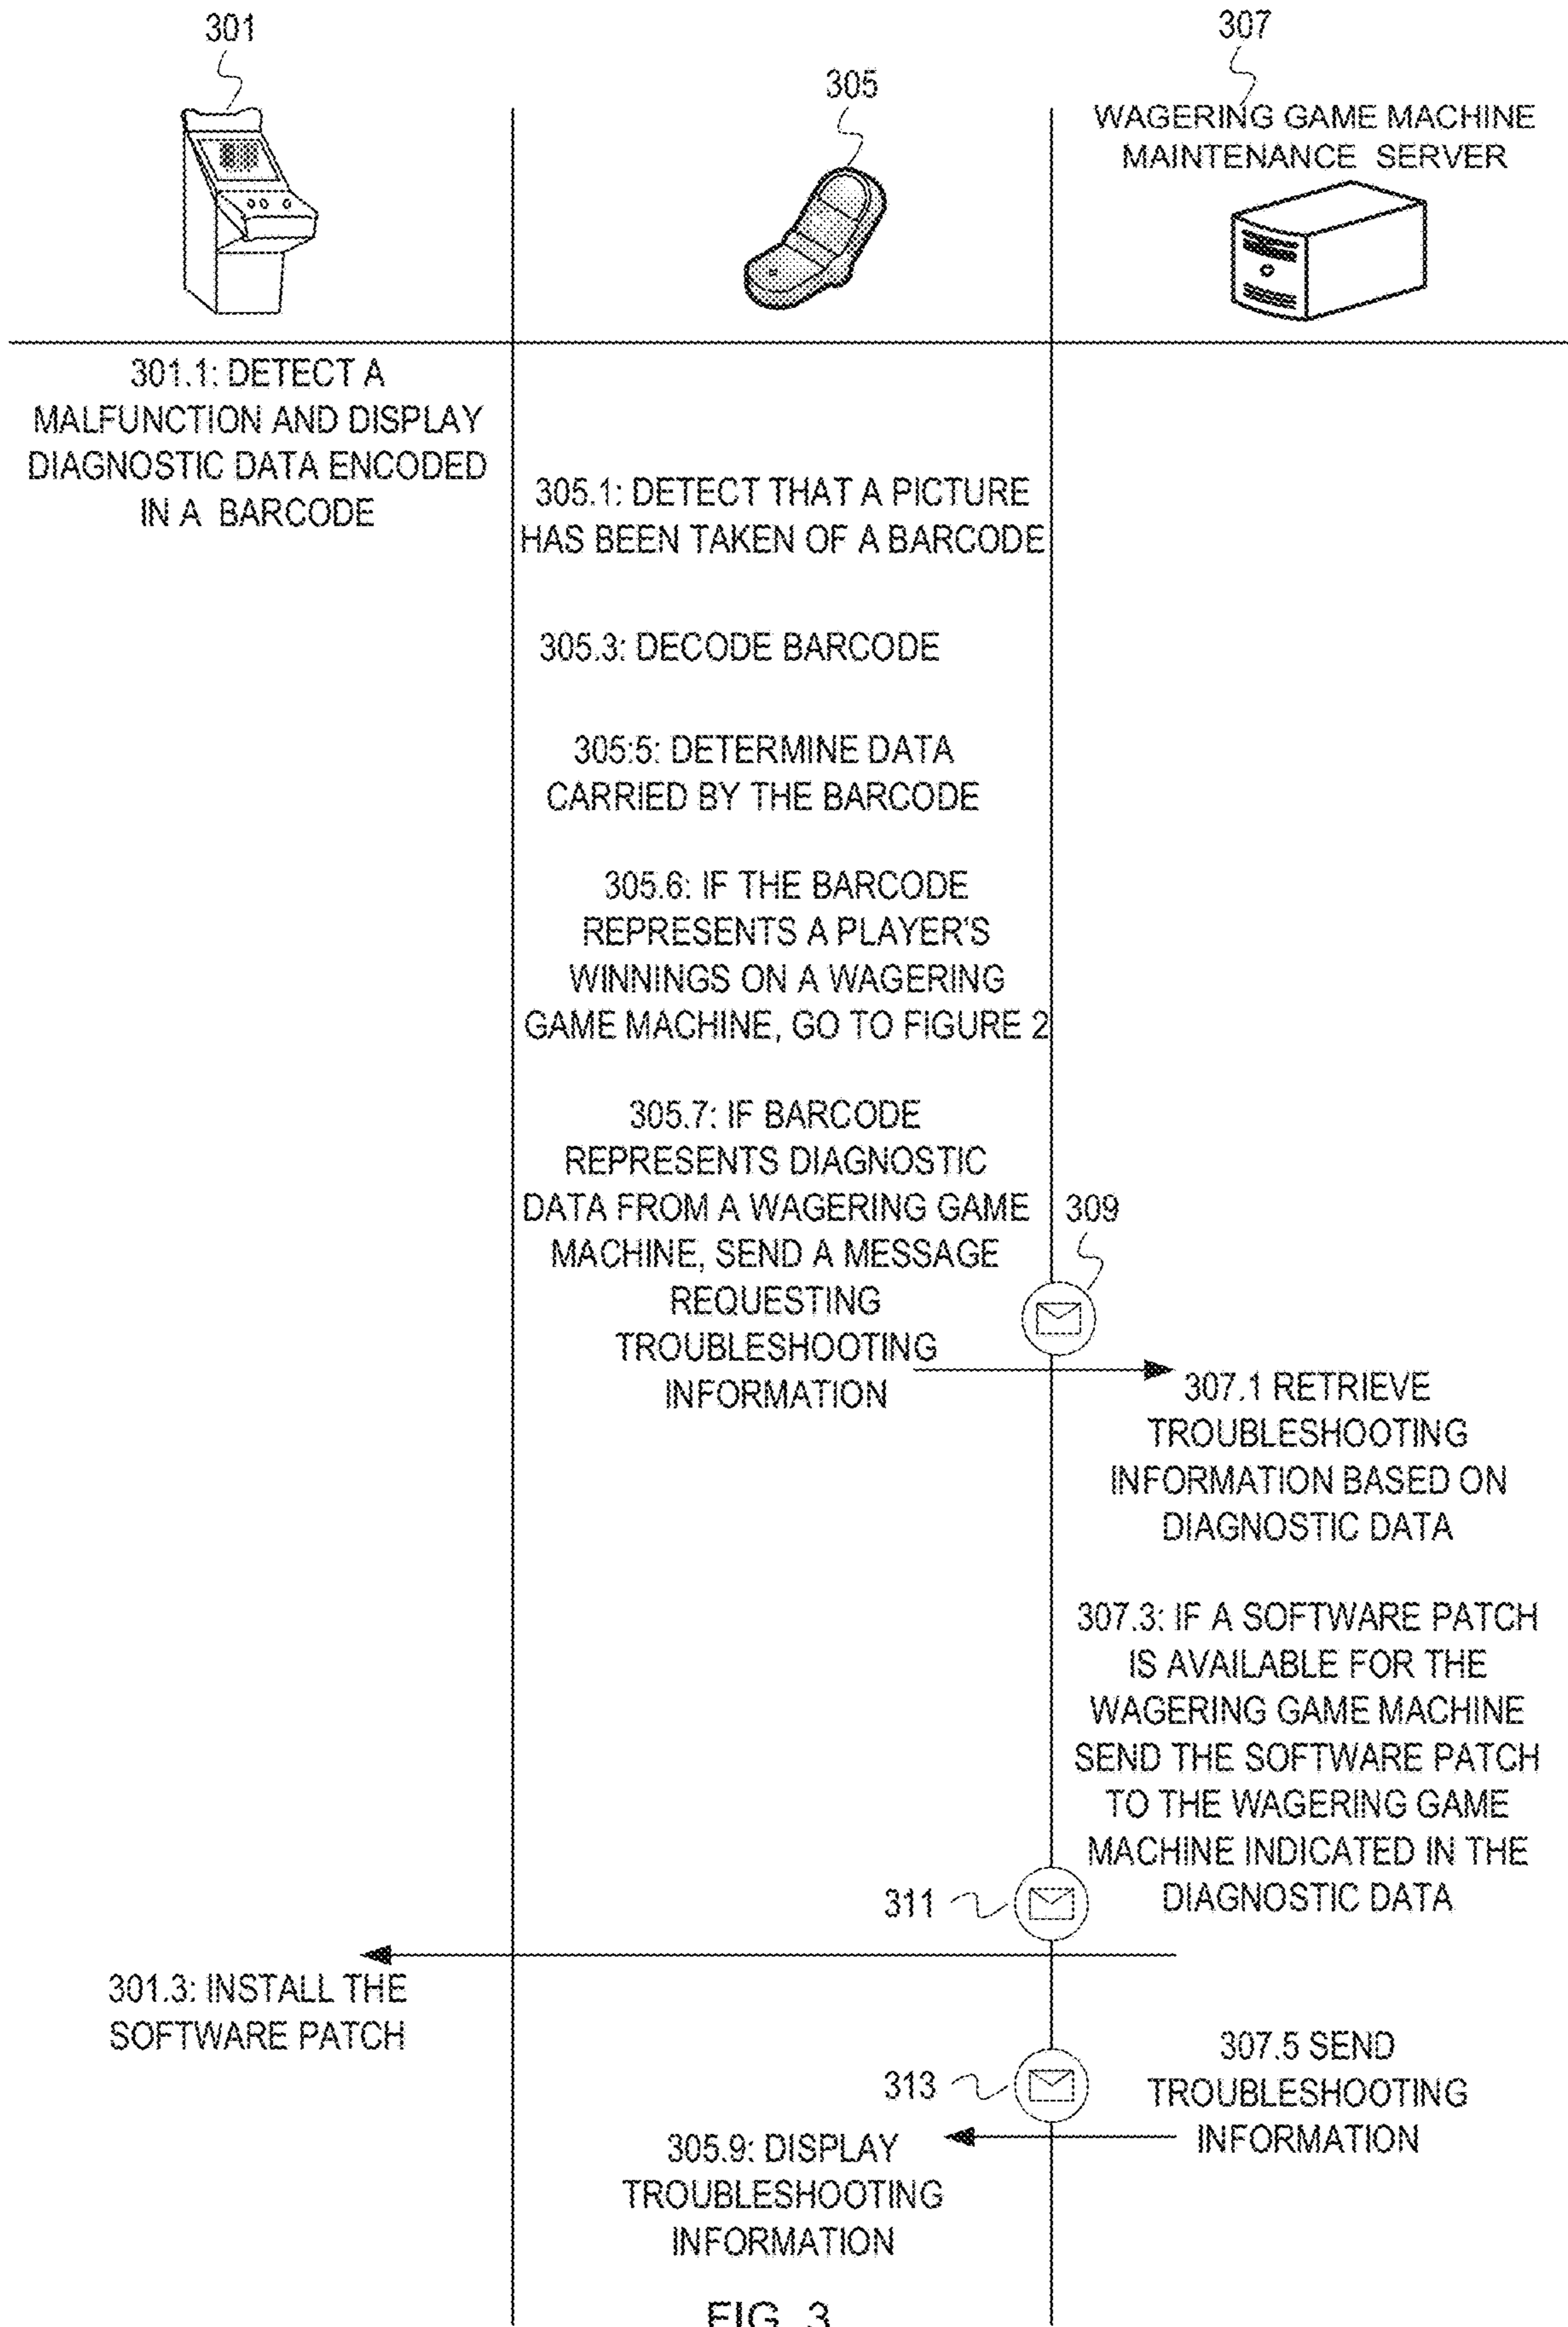 301
305
307
WAGERING GAME MACHINE
MAINTENANCE SERVER
301.1: DETECT A
MALFUNCTION AND DISPLAY
DIAGNOSTIC DATA ENCODED
IN A BARCODE
305.1: DETECT THAT A PICTURE
HAS BEEN TAKEN OF A BARCODE
305.3: DECODE BARCODE
305:5: DETERMINE DATA
CARRIED BY THE BARCODE
305.6: IF THE BARCODE
REPRESENTS A PLAYER'S
WINNINGS ON A WAGERING
GAME MACHINE, GO TO FIGURE 2
305.7: IF BARCODE
REPRESENTS DIAGNOSTIC
DATA FROM A WAGERING GAME
MACHINE, SEND A MESSAGE
REQUESTING
TROUBLESHOOTING
INFORMATION
309
307.1 RETRIEVE
TROUBLESHOOTING
INFORMATION BASED ON
DIAGNOSTIC DATA
307.3: IF A SOFTWARE PATCH
IS AVAILABLE FOR THE
WAGERING GAME MACHINE
SEND THE SOFTWARE PATCH
TO THE WAGERING GAME
MACHINE INDICATED IN THE
DIAGNOSTIC DATA
311
301.3: INSTALL THE
SOFTWARE PATCH
307.5 SEND
TROUBLESHOOTING
INFORMATION
313
305.9: DISPLAY
TROUBLESHOOTING
INFORMATION
FIG. 3